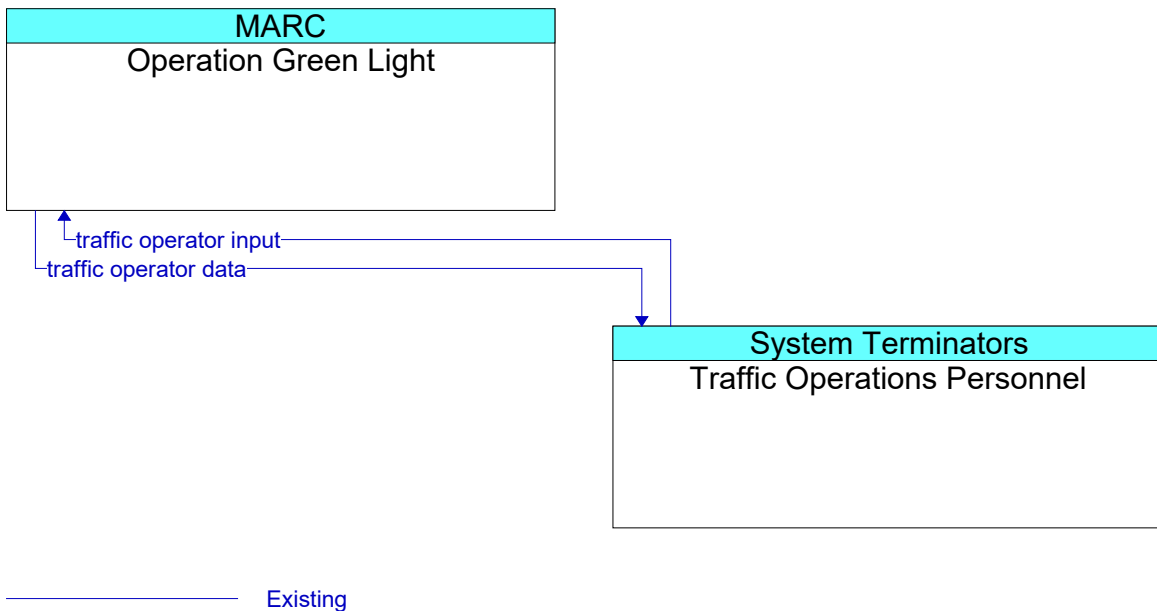 MARC
Operation Green Light
traffic operator input
traffic operator data
System Terminators
Traffic Operations Personnel
Existing